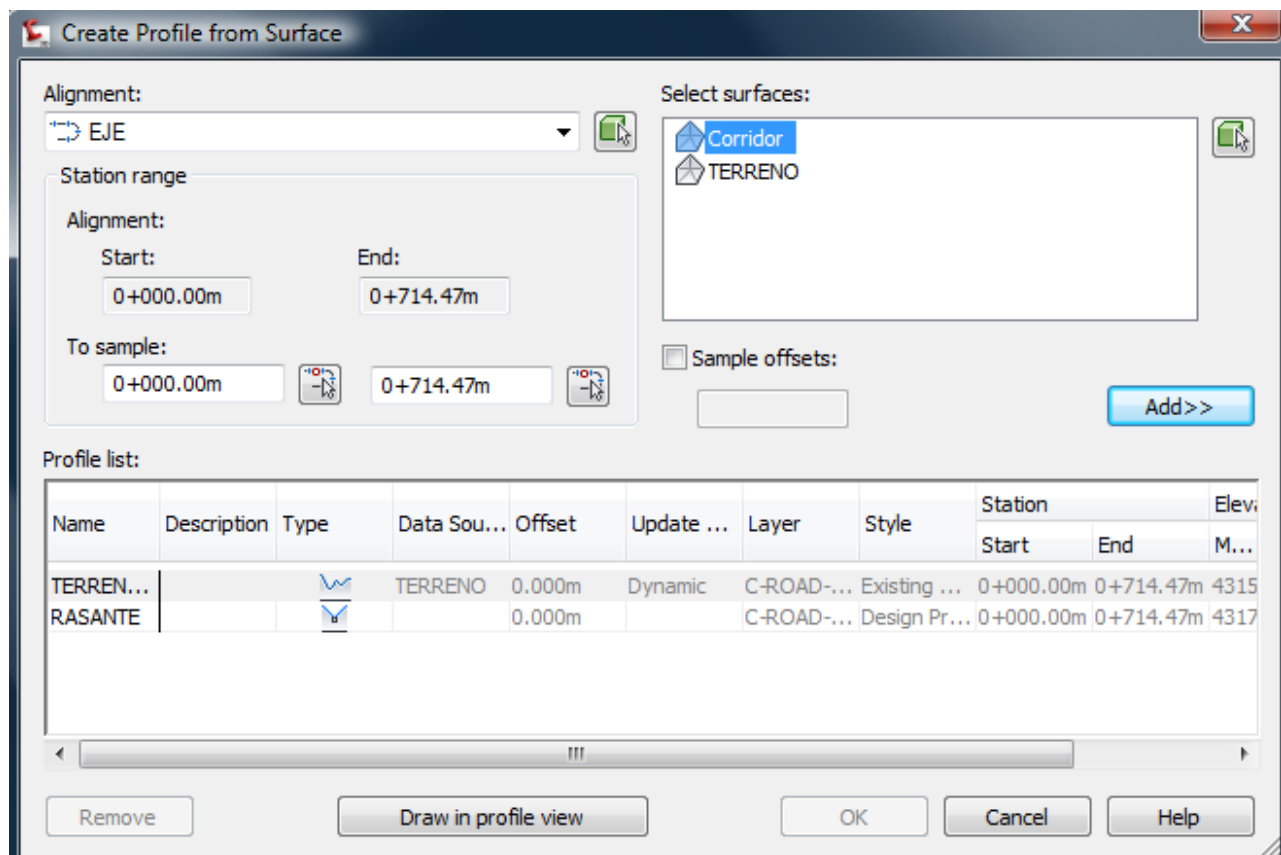 Create Profile from Surface
Alignment:
EJE
Station range
Alignment:
Start: End:
0+000.00m 0+714.47m
To sample:
0+000.00m 0+714.47m
Select surfaces:
Corridor
TERRENO
Sample offsets:
Add>>
Profile list:
Name Description Type Data Sou... Offset Update ... Layer Style Station Eleva
Start End M...
TERREN... TERRENO 0.000m Dynamic C-ROAD-... Existing ... 0+000.00m 0+714.47m 4315
RASANTE 0.000m C-ROAD-... Design Pr... 0+000.00m 0+714.47m 4317
Remove Draw in profile view OK Cancel Help